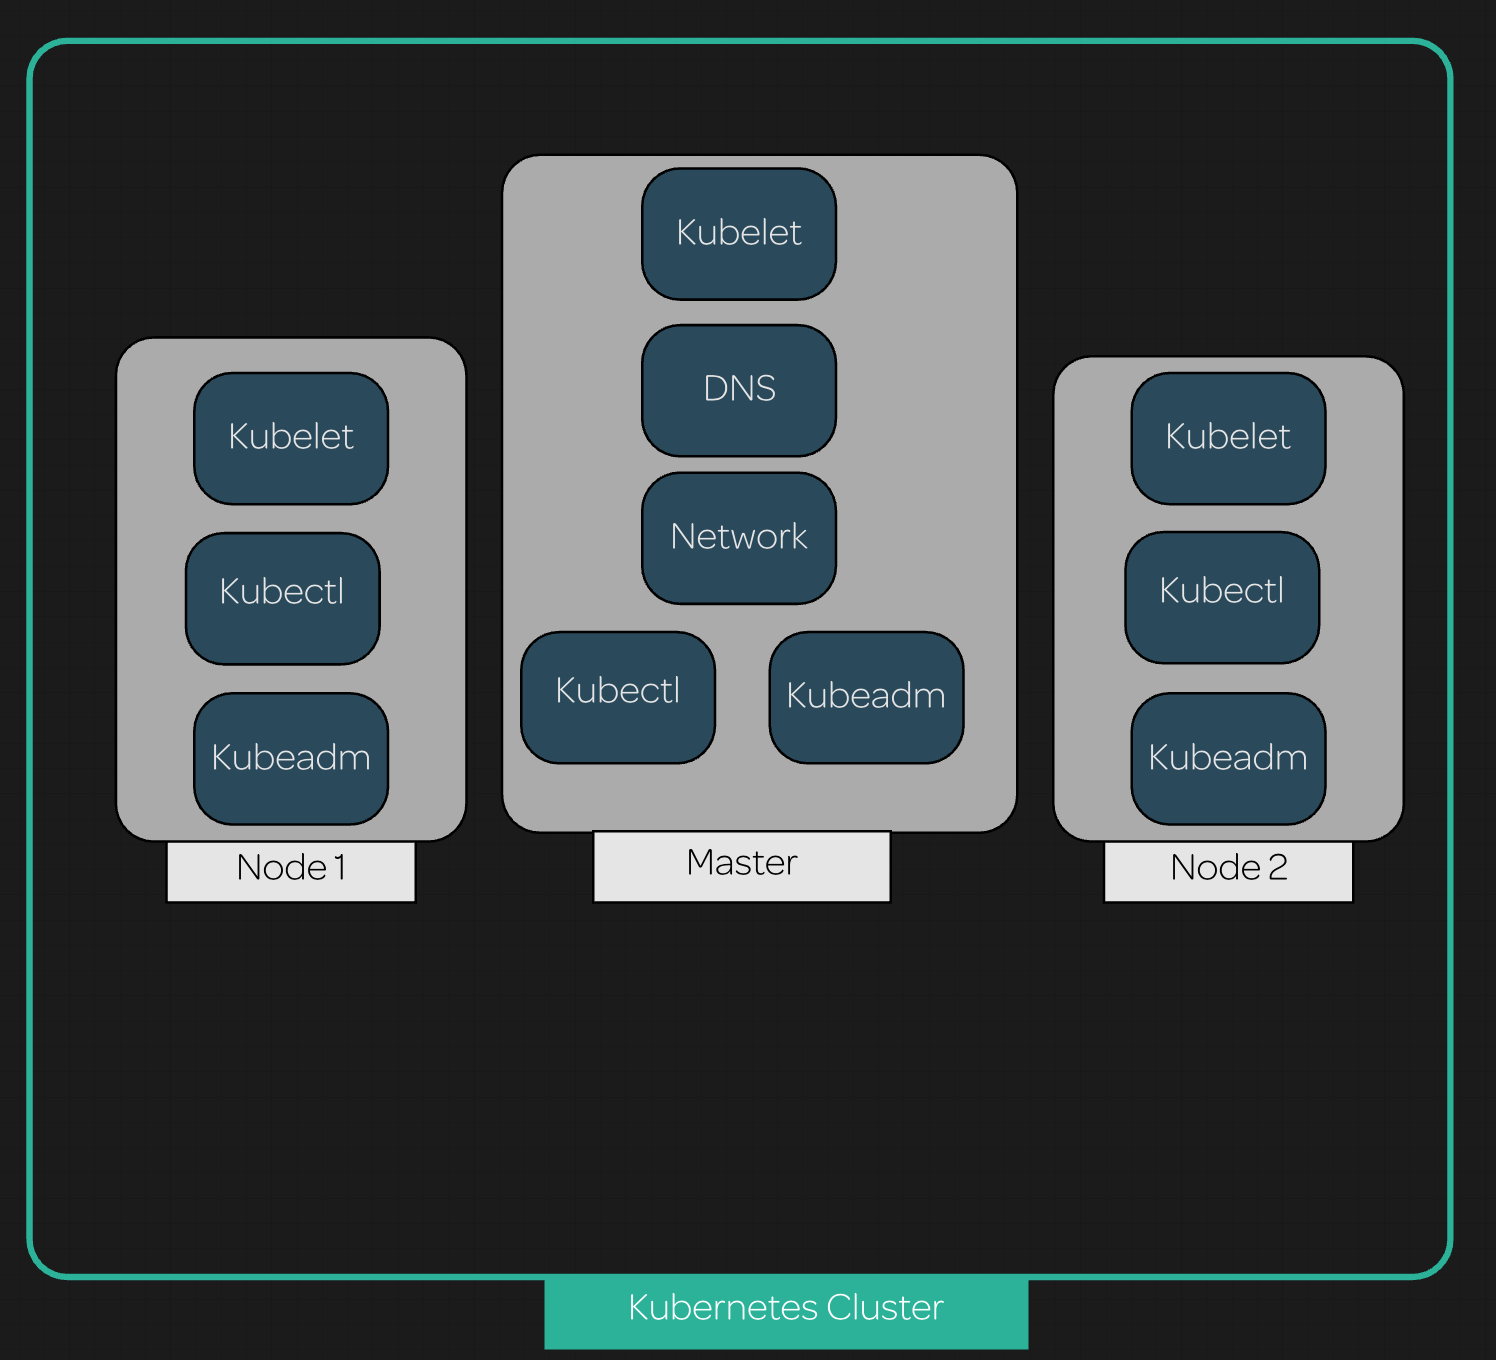 Kubelet
Kubectl
Kubeadm
Node 1
Kubelet
DNS
Network
Kubectl
Kubeadm
Master
Kubelet
Kubectl
Kubeadm
Node 2
Kubernetes Cluster